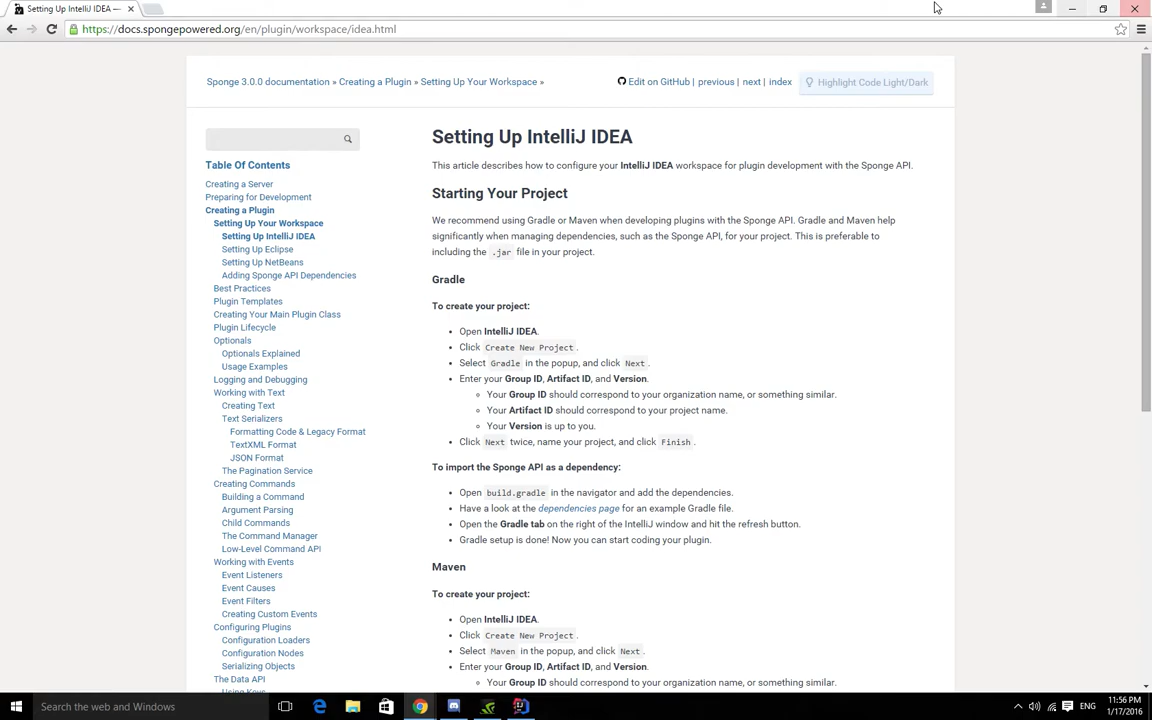 Setting Up IntelliJ IDEA —
https://docs.spongepowered.org/en/plugin/workspace/idea.html
Sponge 3.0.0 documentation » Creating a Plugin » Setting Up Your Workspace »
Edit on GitHub | previous | next | index
Highlight Code Light/Dark
Table Of Contents
Creating a Server
Preparing for Development
Creating a Plugin
Setting Up Your Workspace
Setting Up IntelliJ IDEA
Setting Up Eclipse
Setting Up NetBeans
Adding Sponge API Dependencies
Best Practices
Plugin Templates
Creating Your Main Plugin Class
Plugin Lifecycle
Optionals
Optionals Explained
Usage Examples
Logging and Debugging
Working with Text
Creating Text
Text Serializers
Formatting Code & Legacy Format
TextXML Format
JSON Format
The Pagination Service
Creating Commands
Building a Command
Argument Parsing
Child Commands
The Command Manager
Low-Level Command API
Working with Events
Event Listeners
Event Causes
Event Filters
Creating Custom Events
Configuring Plugins
Configuration Loaders
Configuration Nodes
Serializing Objects
The Data API
Using Keys
Setting Up IntelliJ IDEA
This article describes how to configure your IntelliJ IDEA workspace for plugin development with the Sponge API.
Starting Your Project
We recommend using Gradle or Maven when developing plugins with the Sponge API. Gradle and Maven help
significantly when managing dependencies, such as the Sponge API, for your project. This is preferable to
including the .jar file in your project.
Gradle
To create your project:
• Open IntelliJ IDEA.
• Click Create New Project.
• Select Gradle in the popup, and click Next.
• Enter your Group ID, Artifact ID, and Version.
◦ Your Group ID should correspond to your organization name, or something similar.
◦ Your Artifact ID should correspond to your project name.
◦ Your Version is up to you.
• Click Next twice, name your project, and click Finish.
To import the Sponge API as a dependency:
• Open build.gradle in the navigator and add the dependencies.
• Have a look at the dependencies page for an example Gradle file.
• Open the Gradle tab on the right of the IntelliJ window and hit the refresh button.
• Gradle setup is done! Now you can start coding your plugin.
Maven
To create your project:
• Open IntelliJ IDEA.
• Click Create New Project.
• Select Maven in the popup, and click Next.
• Enter your Group ID, Artifact ID, and Version.
◦ Your Group ID should correspond to your organization name, or something similar.
Search the web and Windows
ENG
11:56 PM
1/17/2016